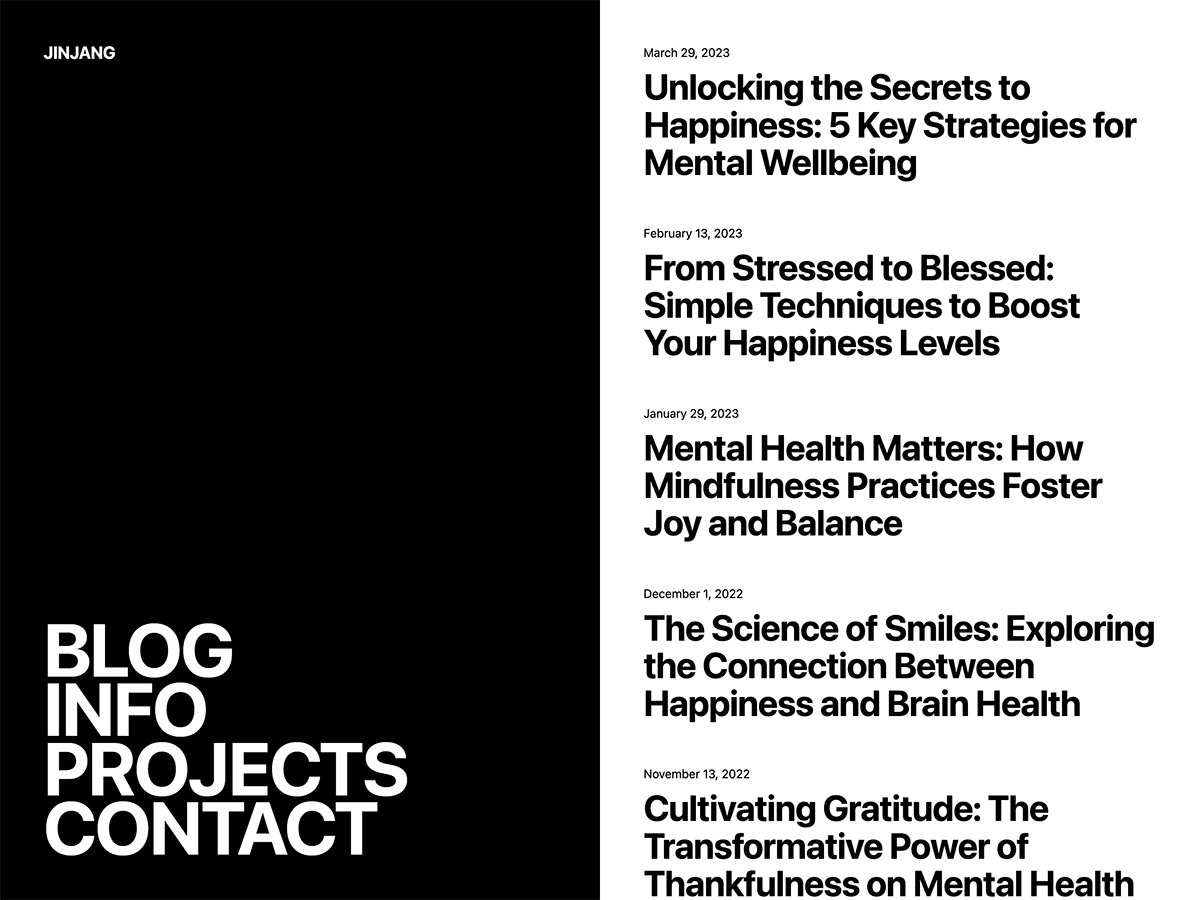 JINJANG
BLOG
INFO
PROJECTS
CONTACT
March 29, 2023
Unlocking the Secrets to
Happiness: 5 Key Strategies for
Mental Wellbeing
February 13, 2023
From Stressed to Blessed:
Simple Techniques to Boost
Your Happiness Levels
January 29, 2023
Mental Health Matters: How
Mindfulness Practices Foster
Joy and Balance
December 1, 2022
The Science of Smiles: Exploring
the Connection Between
Happiness and Brain Health
November 13, 2022
Cultivating Gratitude: The
Transformative Power of
Thankfulness on Mental Health